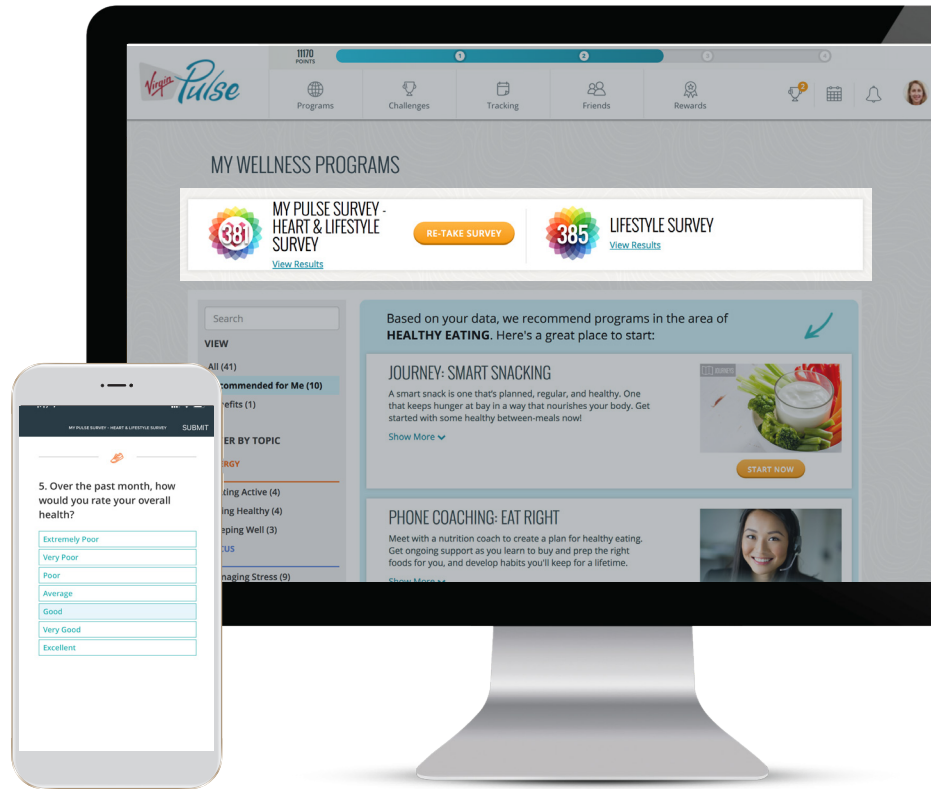 11170
POINTS
1
2
3
4
Virgin Pulse
Programs
Challenges
Tracking
Friends
Rewards
2
MY WELLNESS PROGRAMS
381
MY PULSE SURVEY -
HEART & LIFESTYLE
SURVEY
View Results
RE-TAKE SURVEY
385
LIFESTYLE SURVEY
View Results
Search
VIEW
All (41)
commended for Me (10)
efits (1)
ER BY TOPIC
RGY
ting Active (4)
ing Healthy (4)
eping Well (3)
CUS
naging Stress (9)
Based on your data, we recommend programs in the area of
HEALTHY EATING. Here's a great place to start:
JOURNEY: SMART SNACKING
A smart snack is one that's planned, regular, and healthy. One
that keeps hunger at bay in a way that nourishes your body. Get
started with some healthy between-meals now!
Show More
START NOW
PHONE COACHING: EAT RIGHT
Meet with a nutrition coach to create a plan for healthy eating.
Get ongoing support as you learn to buy and prep the right
foods for you, and develop habits you'll keep for a lifetime.
Show More
MY PULSE SURVEY - HEART & LIFESTYLE SURVEY
SUBMIT
5. Over the past month, how
would you rate your overall
health?
Extremely Poor
Very Poor
Poor
Average
Good
Very Good
Excellent